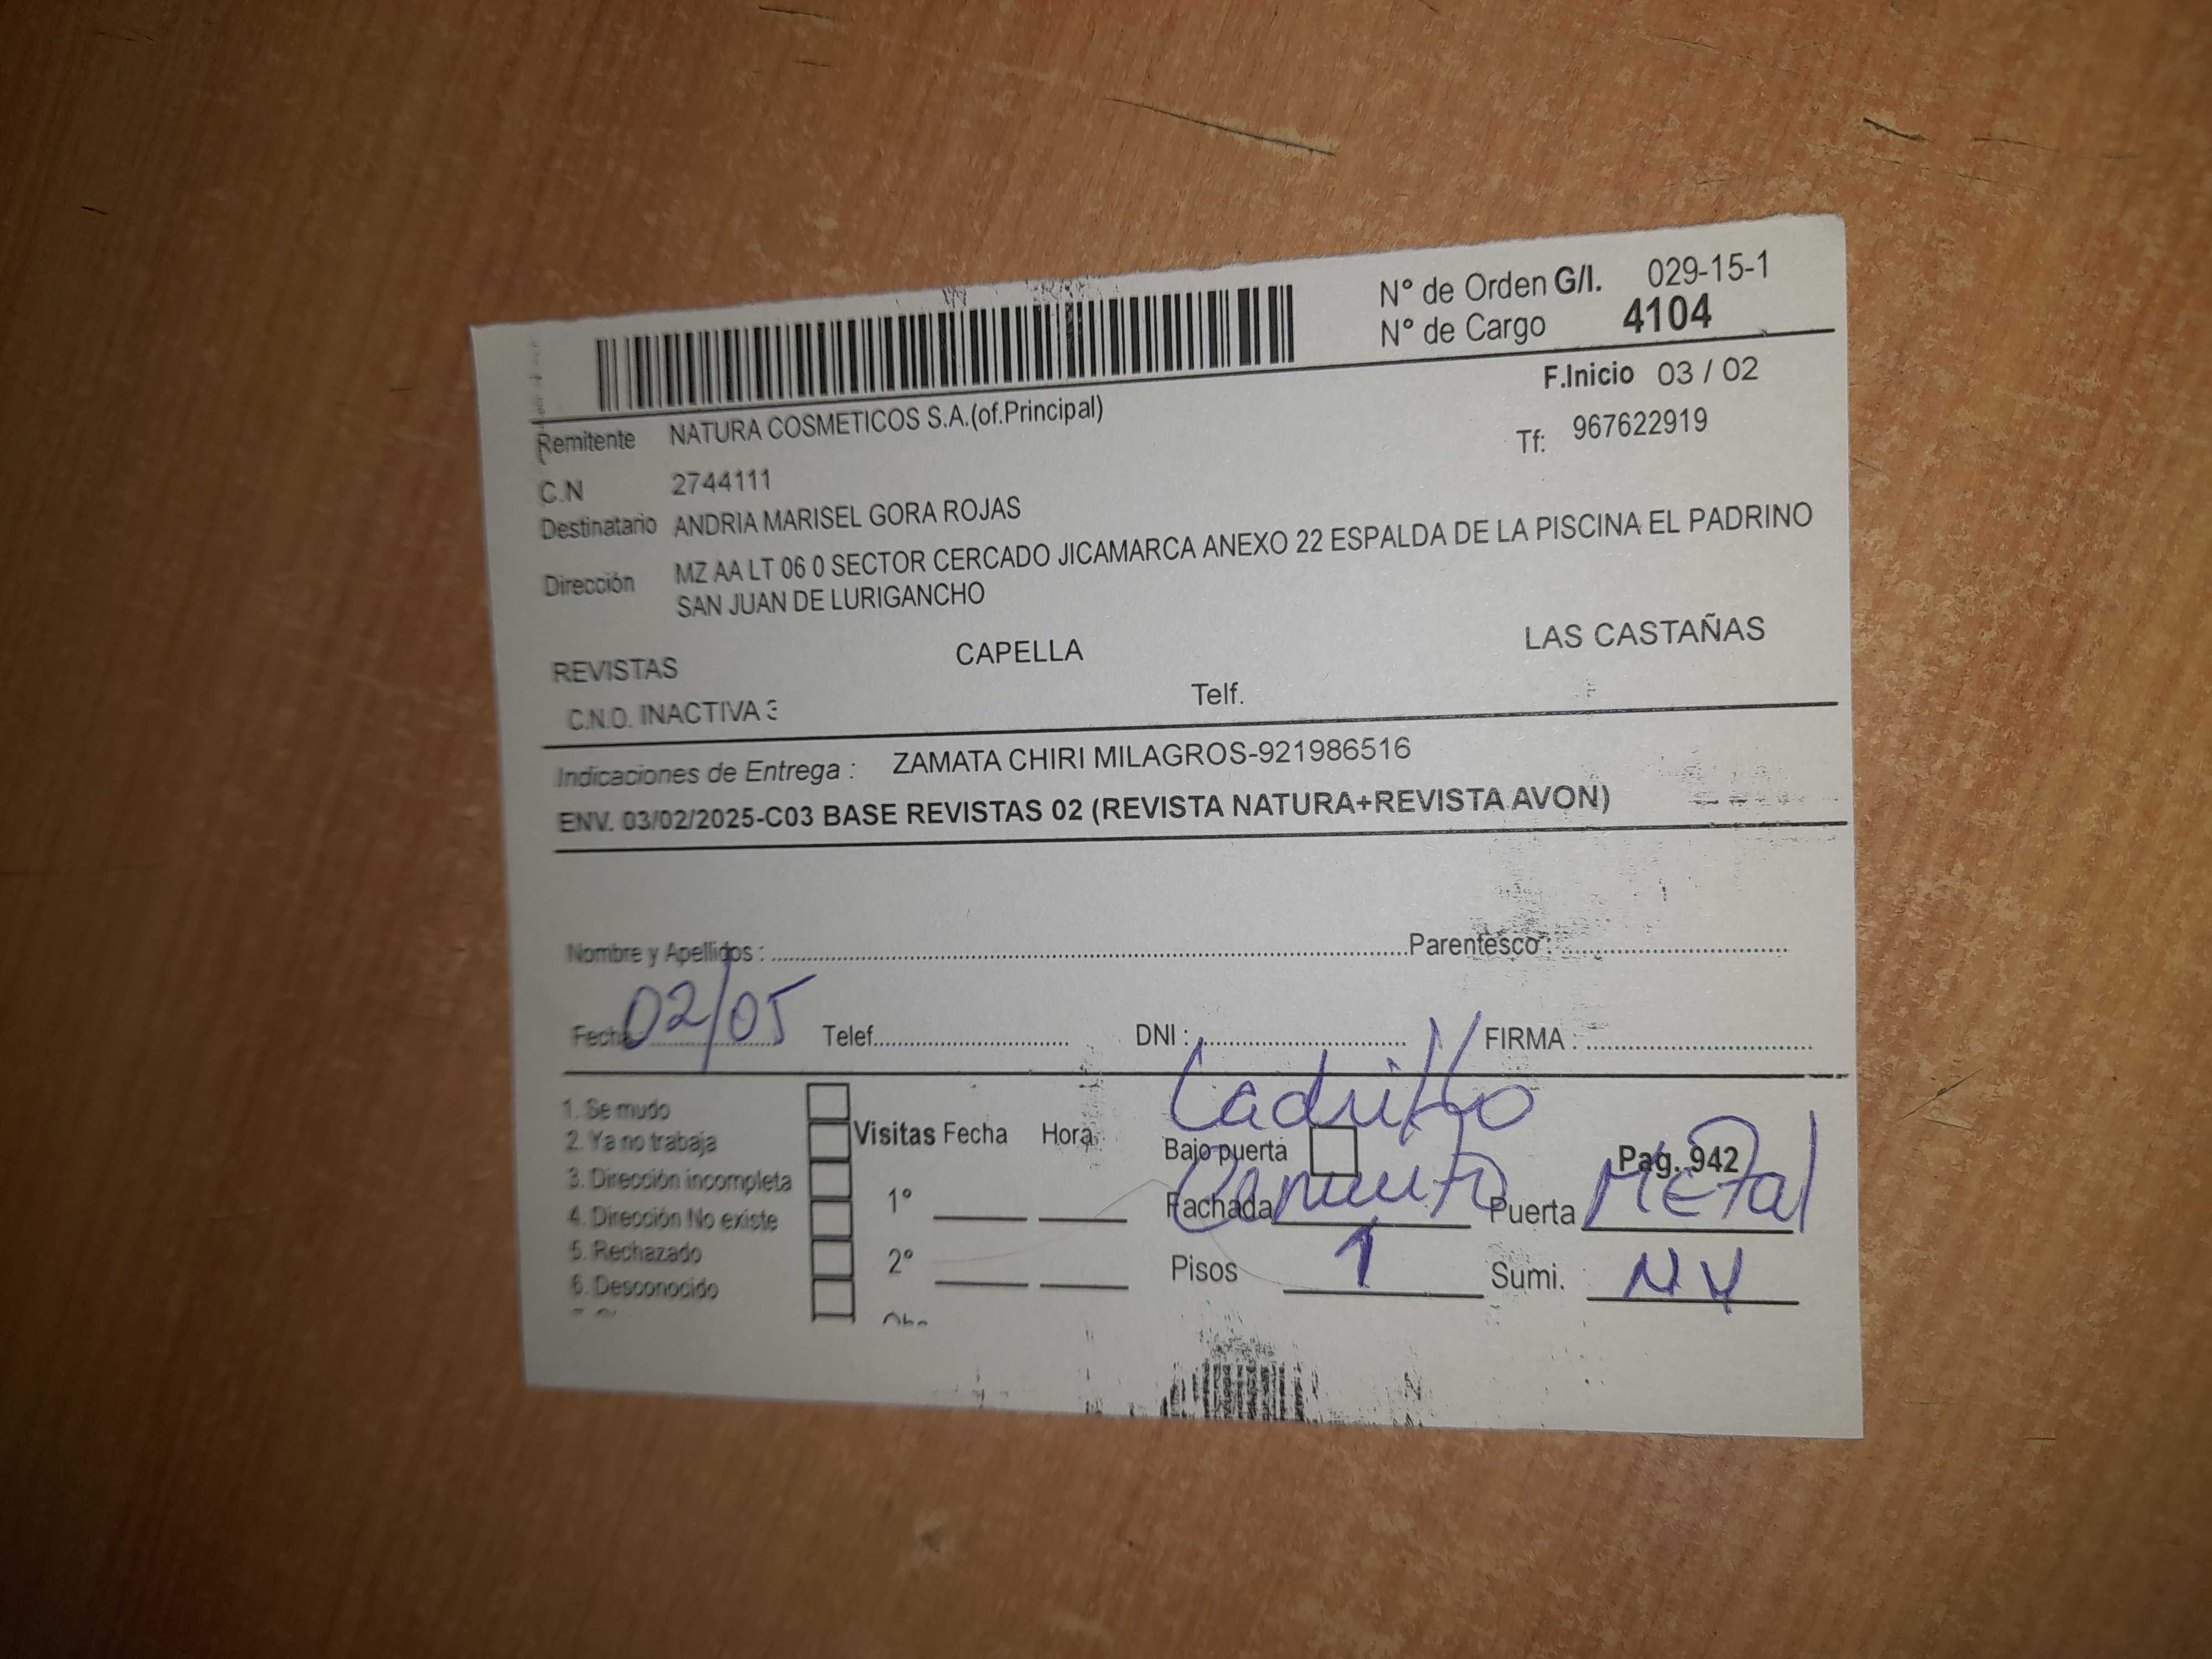 N° de Orden G/I. 029-15-1
N° de Cargo 4104
F.Inicio 03 / 02
Remitente NATURA COSMETICOS S.A.(of.Principal)
Tf: 967622919
C.N 2744111
Destinatario ANDRIA MARISEL GORA ROJAS
Dirección MZ AA LT 06 0 SECTOR CERCADO JICAMARCA ANEXO 22 ESPALDA DE LA PISCINA EL PADRINO
SAN JUAN DE LURIGANCHO
REVISTAS CAPELLA LAS CASTAÑAS
C.N.O. INACTIVA 3 Telf.
Indicaciones de Entrega : ZAMATA CHIRI MILAGROS-921986516
ENV. 03/02/2025-C03 BASE REVISTAS 02 (REVISTA NATURA+REVISTA AVON)
Nombre y Apellidos : Parentesco :
Fecha 02/05 Telef. DNI : FIRMA :
Ladrillo
1. Se mudo
2. Ya no trabaja
3. Dirección incompleta
4. Dirección No existe
5. Rechazado
6. Desconocido
Visitas Fecha Hora
1°
2°
Bajo puerta Pag. 942
Fachada Puerta Metal
Pisos 1 Sumi. NV